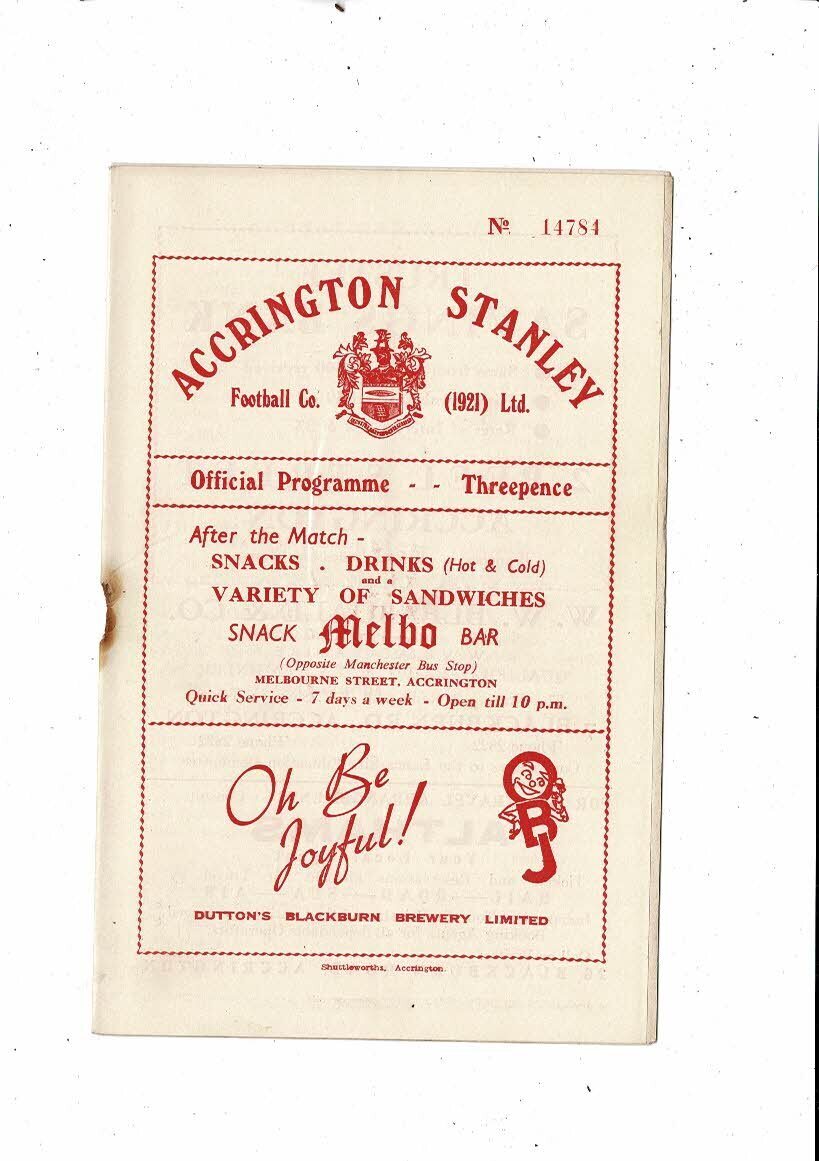 Nº 14784
ACCRINGTON STANLEY
Football Co. (1921) Ltd.
Official Programme - - Threepence
After the Match -
SNACKS . DRINKS (Hot & Cold)
and a
VARIETY OF SANDWICHES
SNACK Melbo BAR
(Opposite Manchester Bus Stop)
MELBOURNE STREET, ACCRINGTON
Quick Service - 7 days a week - Open till 10 p.m.
Oh Be
Joyful!
OBJ
DUTTON'S BLACKBURN BREWERY LIMITED
Shuttleworths, Accrington.